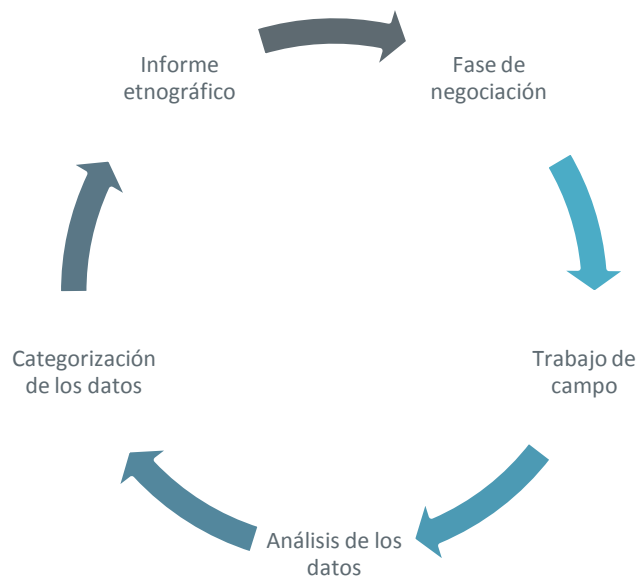 Informe
etnográfico
Fase de
negociación
Trabajo de
campo
Análisis de los
datos
Categorización
de los datos